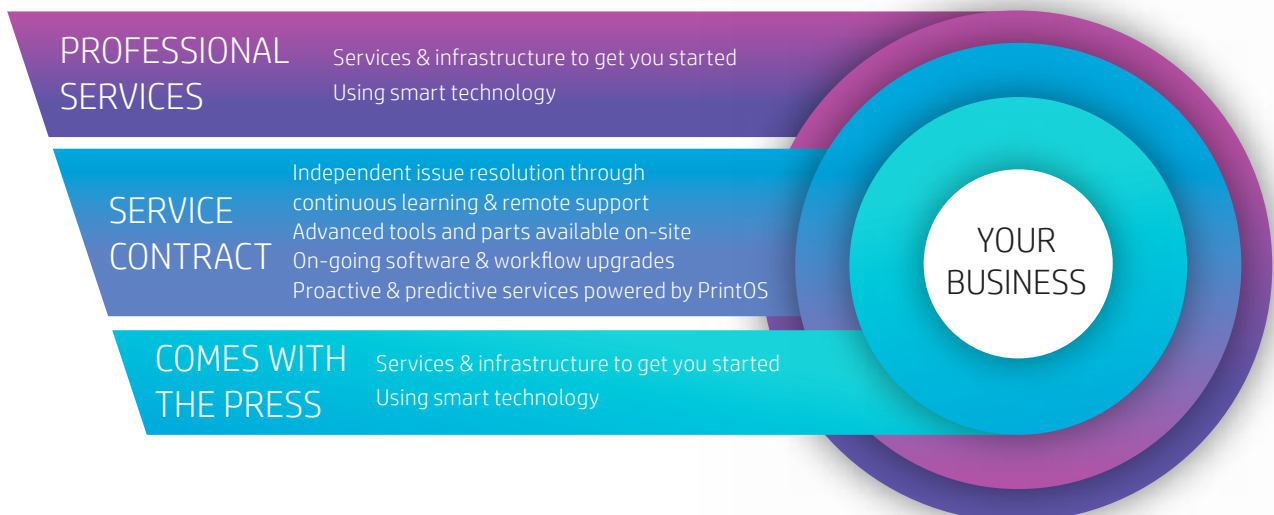 PROFESSIONAL
SERVICES
Services & infrastructure to get you started
Using smart technology
SERVICE
CONTRACT
Independent issue resolution through
continuous learning & remote support
Advanced tools and parts available on-site
On-going software & workflow upgrades
Proactive & predictive services powered by PrintOS
COMES WITH
THE PRESS
Services & infrastructure to get you started
Using smart technology
YOUR
BUSINESS